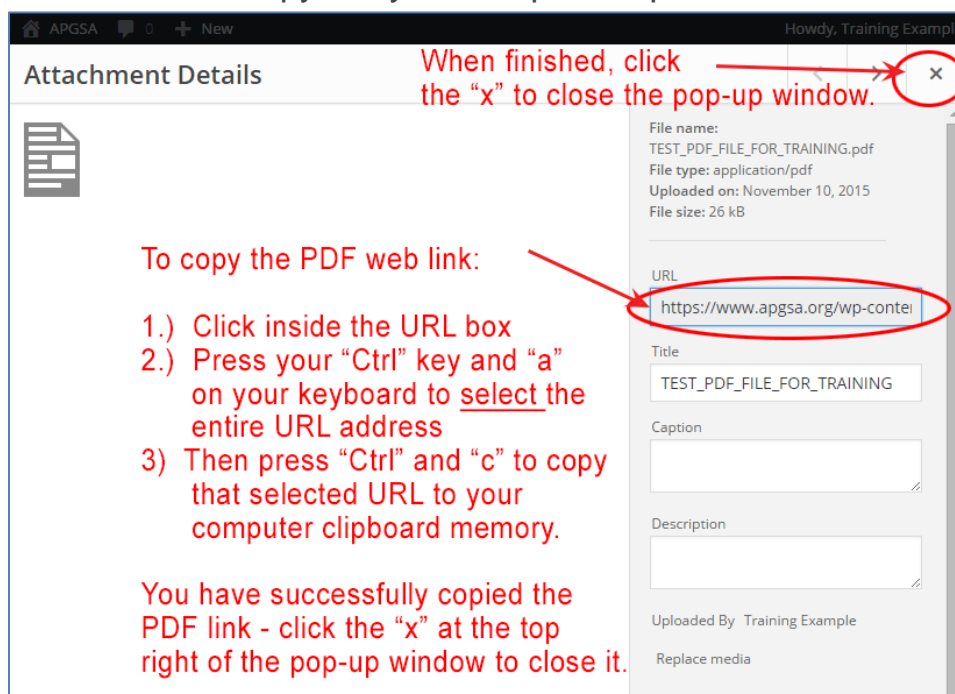 APGSA 0 + New Howdy, Training Exampl
Attachment Details
When finished, click
the “x” to close the pop-up window.
File name:
TEST_PDF_FILE_FOR_TRAINING.pdf
File type: application/pdf
Uploaded on: November 10, 2015
File size: 26 kB
To copy the PDF web link:
URL
https://www.apgsa.org/wp-conte
1.) Click inside the URL box
2.) Press your “Ctrl” key and “a”
on your keyboard to select the
entire URL address
3) Then press “Ctrl” and “c” to copy
that selected URL to your
computer clipboard memory.
You have successfully copied the
PDF link - click the “x” at the top
right of the pop-up window to close it.
Title
TEST_PDF_FILE_FOR_TRAINING
Caption
Description
Uploaded By Training Example
Replace media